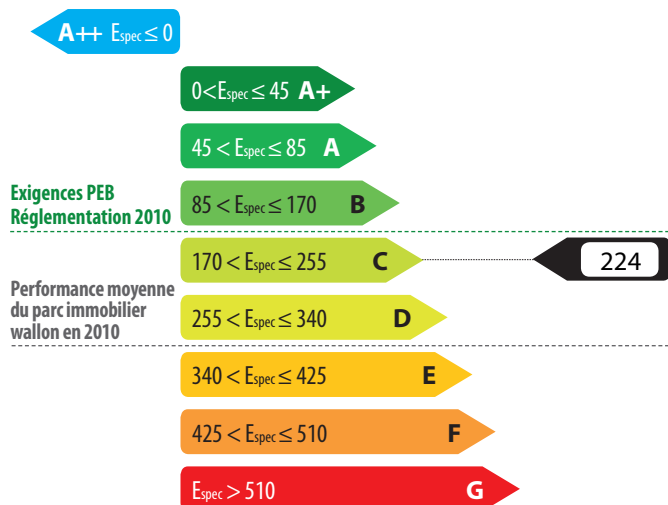 A++ Espec ≤ 0
0<Espec ≤ 45 A+
45 < Espec ≤ 85 A
Exigences PEB
Réglementation 2010
85 < Espec ≤ 170 B
170 < Espec ≤ 255 C
224
Performance moyenne
du parc immobilier
wallon en 2010
255 < Espec ≤ 340 D
340 < Espec ≤ 425 E
425 < Espec ≤ 510 F
Espec > 510 G